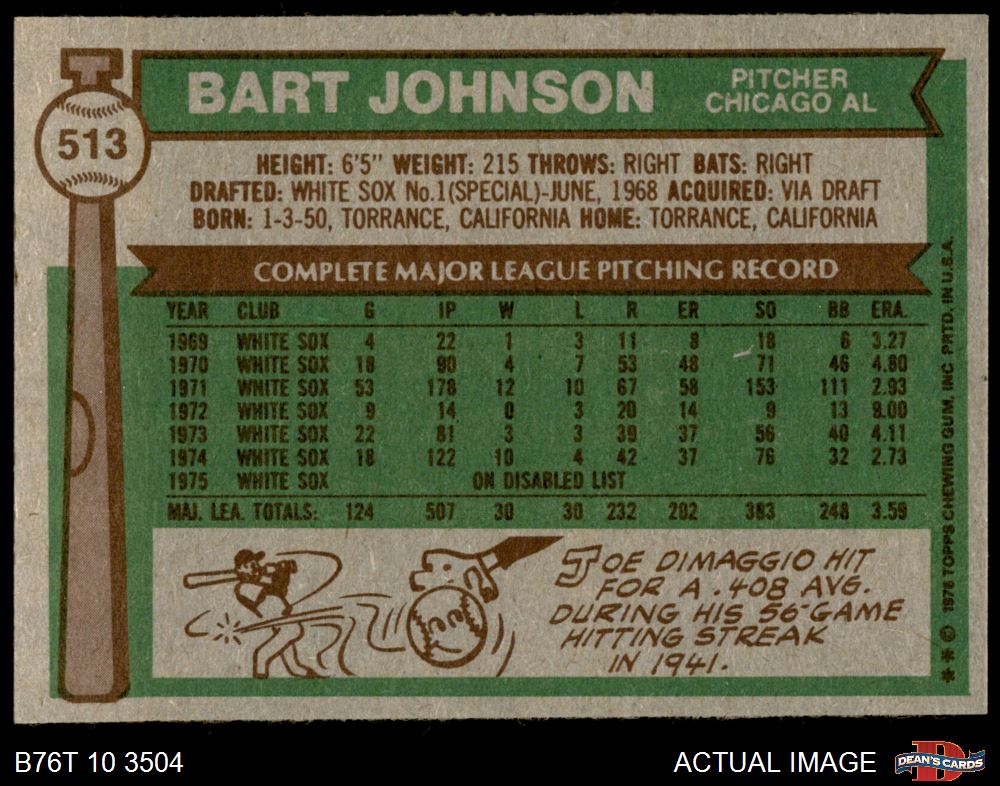 513
BART JOHNSON
PITCHER
CHICAGO AL
HEIGHT: 6'5" WEIGHT: 215 THROWS: RIGHT BATS: RIGHT
DRAFTED: WHITE SOX No.1(SPECIAL)-JUNE, 1968 ACQUIRED: VIA DRAFT
BORN: 1-3-50, TORRANCE, CALIFORNIA HOME: TORRANCE, CALIFORNIA
COMPLETE MAJOR LEAGUE PITCHING RECORD
YEAR CLUB G IP W L R ER SO BB ERA.
1969 WHITE SOX 4 22 1 3 11 8 18 6 3.27
1970 WHITE SOX 18 90 4 7 53 48 71 46 4.80
1971 WHITE SOX 53 178 12 10 67 58 153 111 2.93
1972 WHITE SOX 9 14 0 3 20 14 9 13 9.00
1973 WHITE SOX 22 81 3 3 39 37 56 40 4.11
1974 WHITE SOX 18 122 10 4 42 37 76 32 2.73
1975 WHITE SOX ON DISABLED LIST
MAJ. LEA. TOTALS: 124 507 30 30 232 202 383 248 3.59
JOE DIMAGGIO HIT
FOR A .408 AVG.
DURING HIS 56-GAME
HITTING STREAK
IN 1941.
** © 1976 TOPPS CHEWING GUM, INC PRTD. IN U.S.A.
B76T 10 3504
ACTUAL IMAGE
D
DEAN'S CARDS